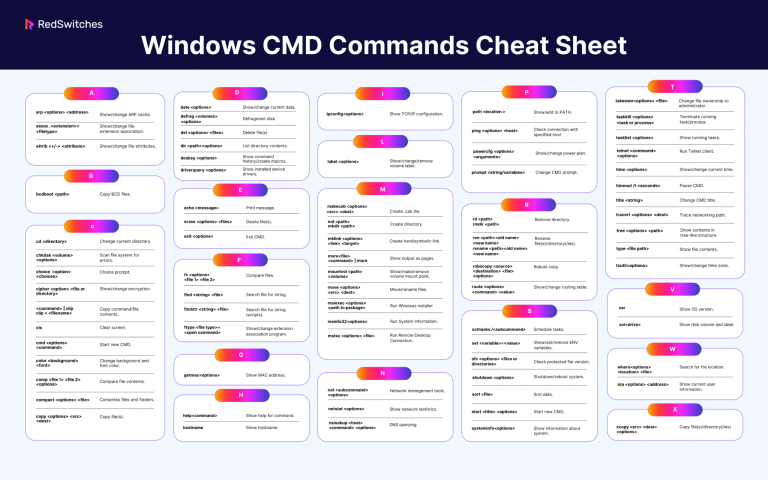 RedSwitches
Windows CMD Commands Cheat Sheet
A
arp <options> <address>
Show/change ARP cache.
assoc .<extension>=
<filetype>
Show/change file
extension association.
attrib <+/-> <attribute>
Show/change file attributes.
B
bcdboot <path>
Copy BCD files.
C
cd <directory>
Change current directory.
chkdsk <volume>
<options>
Scan file system for
errors.
choice <option>
<choices>
Choice prompt.
cipher <option> <file or
directory>
Show/change encryption.
<command> | clip
clip < <filename>
Copy command/file
contents.
cls
Clear screen.
cmd <options>
<command>
Start new CMD.
color <background>
<font>
Change background and
font color.
comp <file 1> <file 2>
<options>
Compare file contents.
compact <options> <file>
Compress files and folders.
copy <options> <src>
<dest>
Copy file(s).
D
date <options>
Show/change current date.
defrag <volumes>
<options>
Defragment disk.
del <options> <files>
Delete file(s)
dir <path><options>
List directory contents.
doskey <options>
Show command
history/create macros.
driverquery <options>
Show installed device
drivers.
E
echo <message>
Print message.
erase <options> <files>
Delete file(s).
exit <options>
Exit CMD.
F
fc <options>
<file 1> <file 2>
Compare files.
find <string> <file>
Search file for string.
findstr <string> <file>
Search file for string
(scripts).
ftype <file type>=
<open command>
Show/change extension
association program.
G
getmac<options>
Show MAC address.
H
help<command>
Show help for command.
hostname
Show hostname
I
ipconfig<options>
Show TCP/IP configuration.
L
label <options>
Show/change/remove
volume label.
M
makecab <options>
<src> <dest>
Create .cab file.
md <path>
mkdir <path>
Create directory.
mklink <options>
<link> <target>
Create hard/symbolic link.
more<file>
<command> | more
Show output as pages.
mountvol <path>
<volume>
Show/make/remove
volume mount point.
move <options>
<src> <dest>
Move/rename files.
msiexec <options>
<path to package>
Run Windows installer
msinfo32<options>
Run System Information.
mstsc <options> <file>
Run Remote Desktop
Connection.
N
net <subcommand>
<options>
Network management tools.
netstat <options>
Show network statistics.
nslookup <host>
<command> <options>
DNS querying.
P
path <location >
Show/add to PATH.
ping <options> <host>
Check connection with
specified host
powercfg <options>
<arguments>
Show/change power plan.
prompt <string/variables>
Change CMD prompt.
R
rd <path>
rmdir <path>
Remove directory.
ren <path><old name>
<new name>
rename <path><old name>
<new name>
Rename
files(/directory(/ies).
robocopy <source>
<destination> <file>
<options>
Robust copy.
route <options>
<command> <value>
Show/change routing table.
S
schtasks /<subcommand>
Schedule tasks.
set <variable>=<value>
Show/set/remove ENV
variables.
sfc <options> <files or
directories>
Check protected file version.
shutdown <options>
Shutdown/reboot system.
sort <file>
Sort data.
start <title> <options>
Start new CMD.
systeminfo<options>
Show information about
system.
T
takeown<options> <file>
Change file ownership to
administrator.
taskkill <options>
<task or process>
Terminate running
task/process.
tasklist <options>
Show running tasks.
telnet <command>
<options>
Run Telnet client.
time <options>
Show/change current time.
timeout /t <seconds>
Pause CMD.
title <string>
Change CMD title.
tracert <options> <dest>
Trace networking path.
tree <options> <path>
Show contents in
tree-like structure.
type <file path>
Show file contents.
tzutil<options>
Show/change time zone.
V
ver
Show OS version.
vol<drive>
Show disk volume and label.
W
where<options>
<location> <file>
Search for file location.
arp <options> <address>
Show current user
information.
X
xcopy <src> <dest>
<options>
Copy file(s)/directory(/ies).